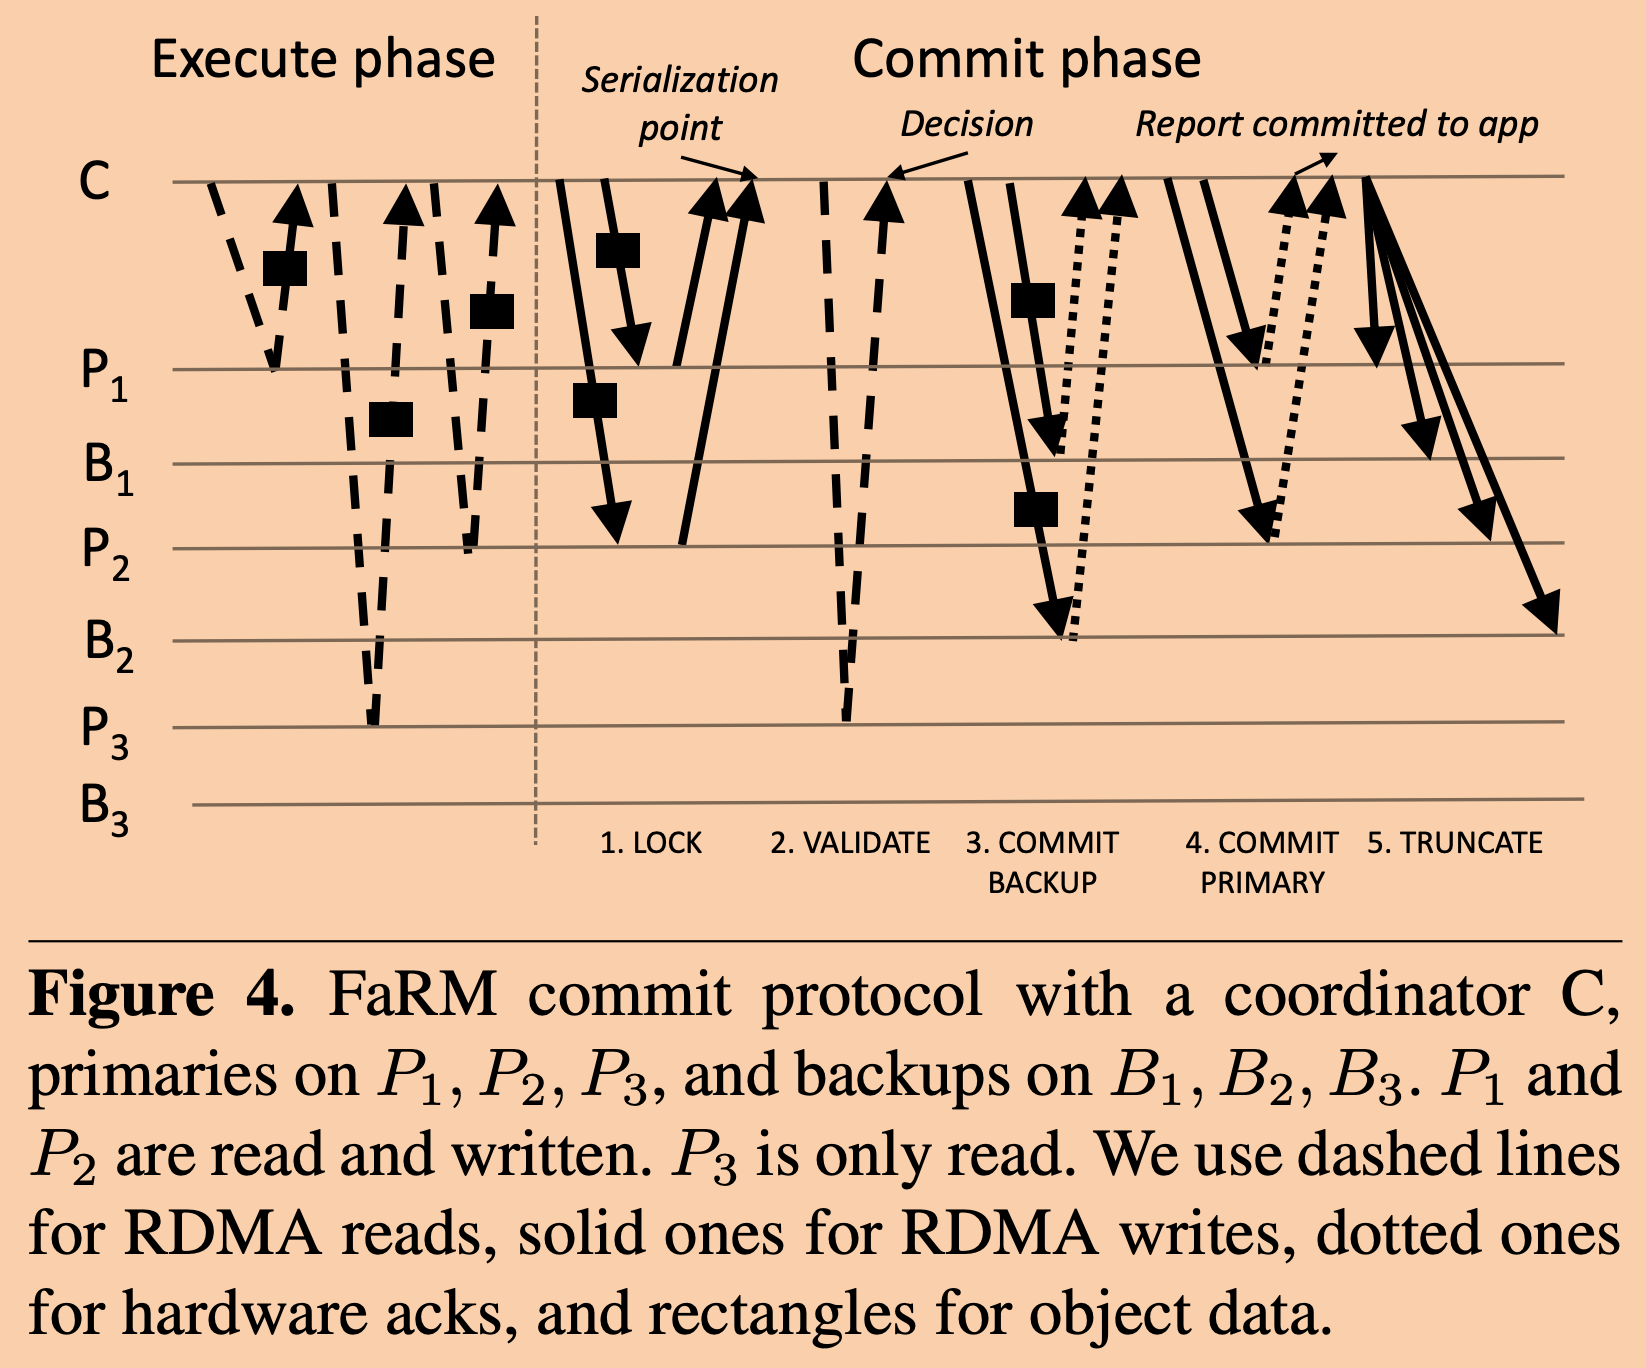 Execute phase
Commit phase
Serialization
point
Decision
Report committed to app
C
P1
B1
P2
B2
P3
B3
1. LOCK
2. VALIDATE
3. COMMIT
BACKUP
4. COMMIT
PRIMARY
5. TRUNCATE
Figure 4. FaRM commit protocol with a coordinator C,
primaries on P1, P2, P3, and backups on B1, B2, B3. P1 and
P2 are read and written. P3 is only read. We use dashed lines
for RDMA reads, solid ones for RDMA writes, dotted ones
for hardware acks, and rectangles for object data.